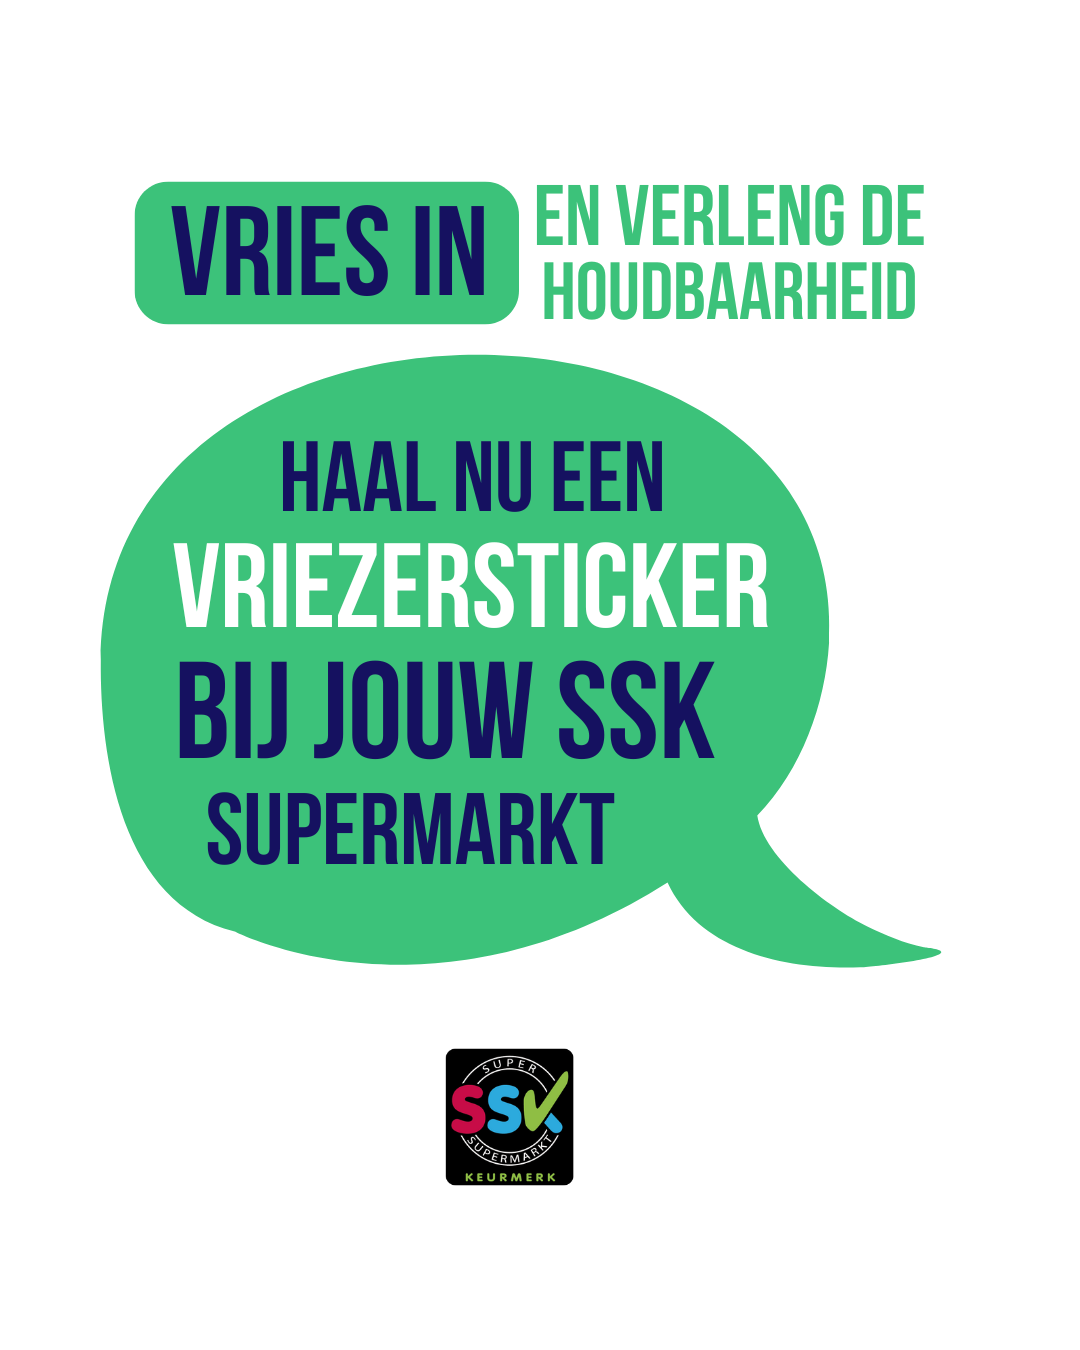 VRIES IN
EN VERLENG DE
HOUDBAARHEID
HAAL NU EEN
VRIEZERSTICKER
BIJ JOUW SSK
SUPERMARKT
SUPER
SSK
SUPERMARKT
KEURMERK